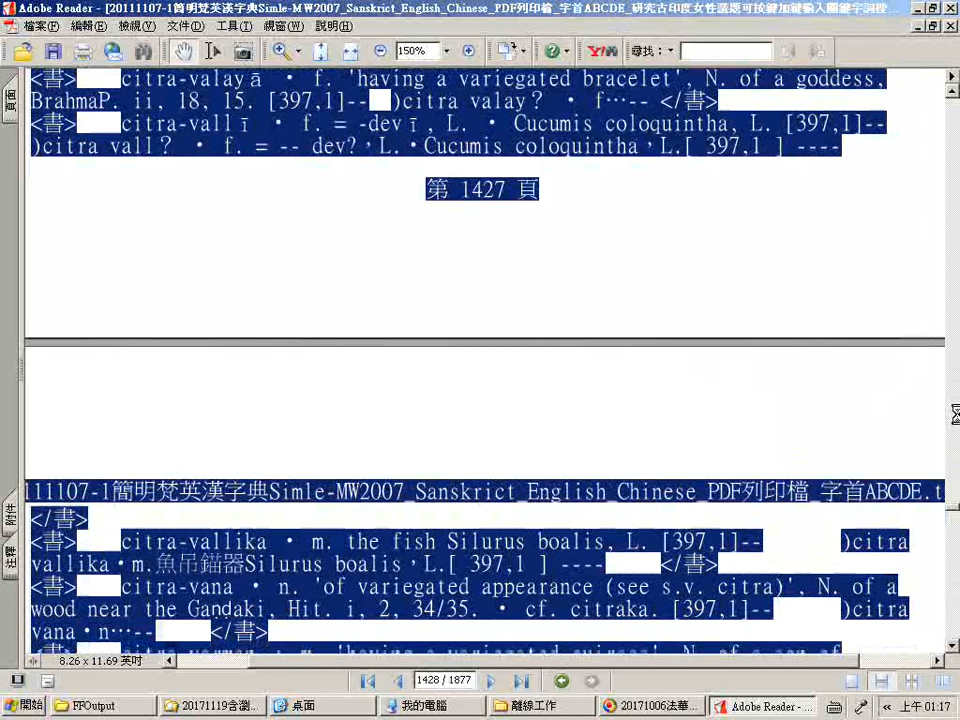 Adobe Reader - [20111107-1簡明梵英漢字典Simle-MW2007_Sanskrict_English_Chinese_PDF列印檔_字首ABCDE_研究古印度女性議題可按鍵加鍵輸入關鍵字詞搜...
檔案(F) 編輯(E) 檢視(V) 文件(D) 工具(T) 視窗(W) 說明(H)
150% 尋找:
頁面
<書> citra-valayā • f. 'having a variegated bracelet', N. of a goddess,
BrahmaP. ii, 18, 15. [397,1]-- )citra valay? • f…-- </書>
<書> citra-vallī • f. = -devī, L. • Cucumis coloquintha, L. [397,1]--
)citra vall? • f. = -- dev?,L.•Cucumis coloquintha,L.[ 397,1 ] ----
第 1427 頁
111107-1簡明梵英漢字典Simle-MW2007_Sanskrict_English_Chinese_PDF列印檔_字首ABCDE.t
</書>
<書> citra-vallika • m. the fish Silurus boalis, L. [397,1]-- )citra
vallika•m.魚吊錨器Silurus boalis,L.[ 397,1 ] ---- </書>
<書> citra-vana • n. 'of variegated appearance (see s.v. citra)', N. of a
wood near the Gandaki, Hit. i, 2, 34/35. • cf. citraka. [397,1]-- )citra
vana•n…-- </書>
附件
注釋
8.26 x 11.69 英吋
1428 / 1877
開始 FFOutput 20171119含瀏... 桌面 我的電腦 離線工作 20171006法華... Adobe Reader - ... « 上午 01:17